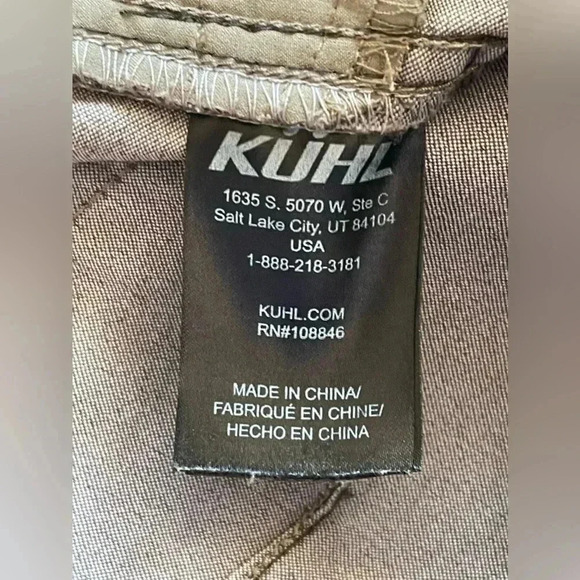 KÜHL
1635 S. 5070 W, Ste C
Salt Lake City, UT 84104
USA
1-888-218-3181
KUHL.COM
RN#108846
MADE IN CHINA/
FABRIQUÉ EN CHINE/
HECHO EN CHINA